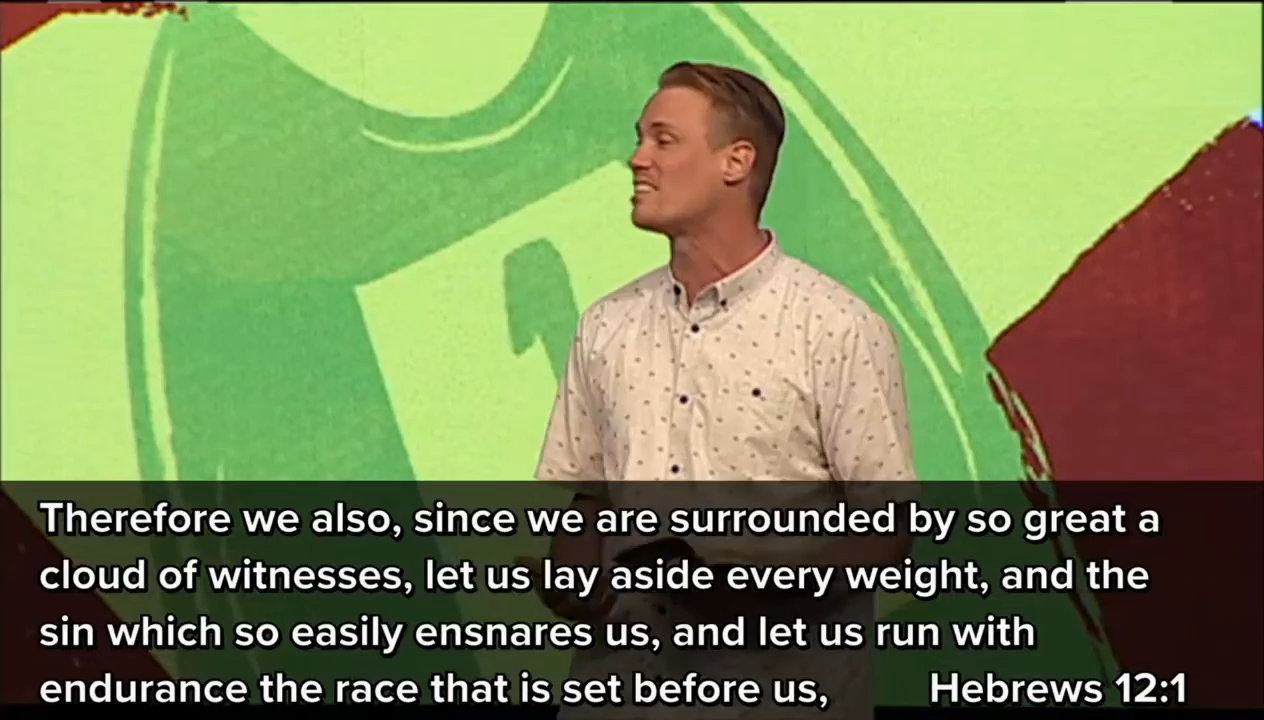 Therefore we also, since we are surrounded by so great a
cloud of witnesses, let us lay aside every weight, and the
sin which so easily ensnares us, and let us run with
endurance the race that is set before us, Hebrews 12:1